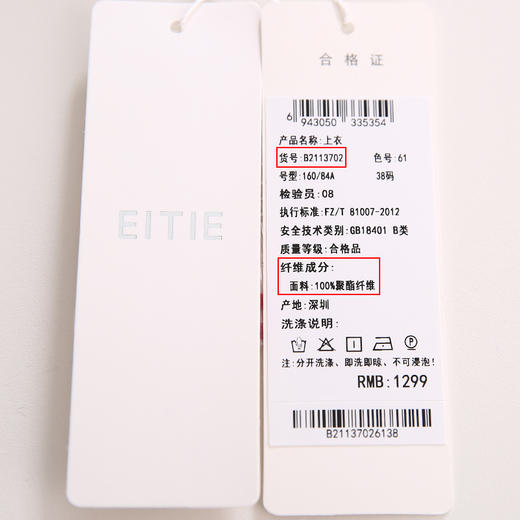 EITIE
合格证
6 943050 335354
产品名称:上衣
货号:B2113702 色号:61
号型:160/84A 38码
检验员:08
执行标准:FZ/T 81007-2012
安全技术类别:GB18401 B类
质量等级:合格品
纤维成分:
面料:100%聚酯纤维
产地:深圳
洗涤说明:
P
注:分开洗涤、即洗即晾、不可浸泡!
RMB:1299
B21137026138